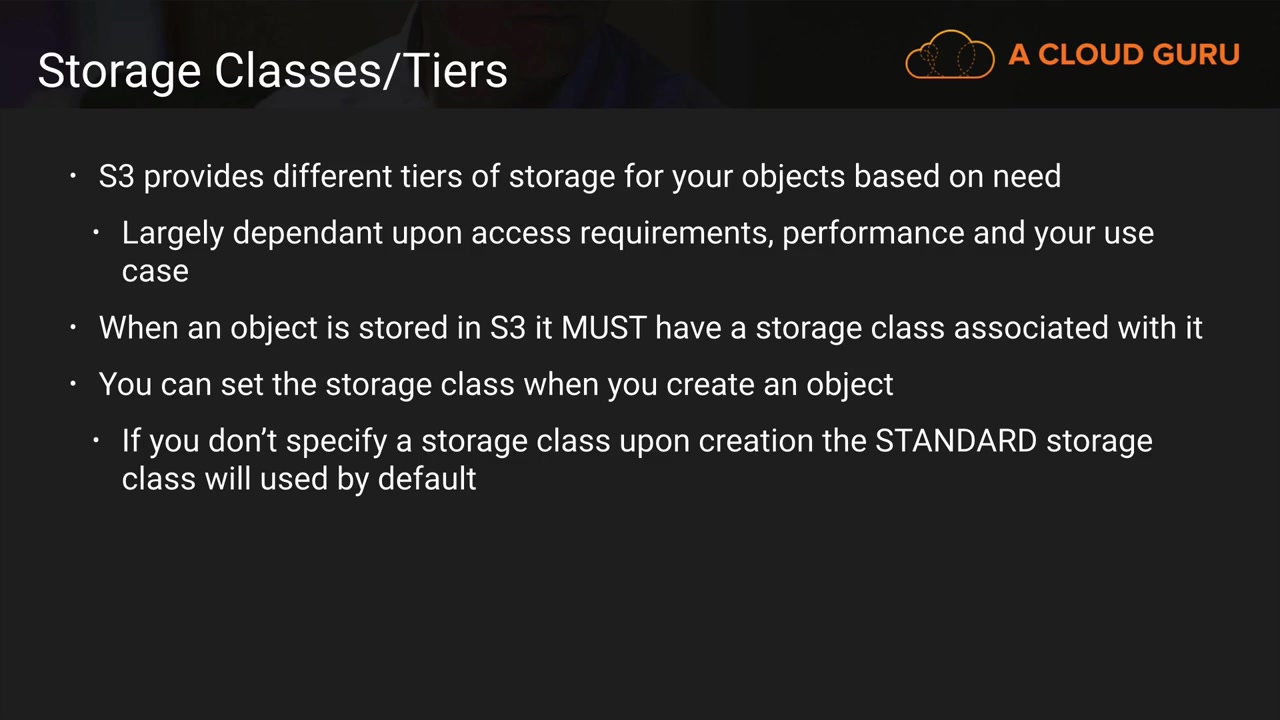 Storage Classes/Tiers
A CLOUD GURU
· S3 provides different tiers of storage for your objects based on need
· Largely dependant upon access requirements, performance and your use
case
· When an object is stored in S3 it MUST have a storage class associated with it
· You can set the storage class when you create an object
· If you don’t specify a storage class upon creation the STANDARD storage
class will used by default